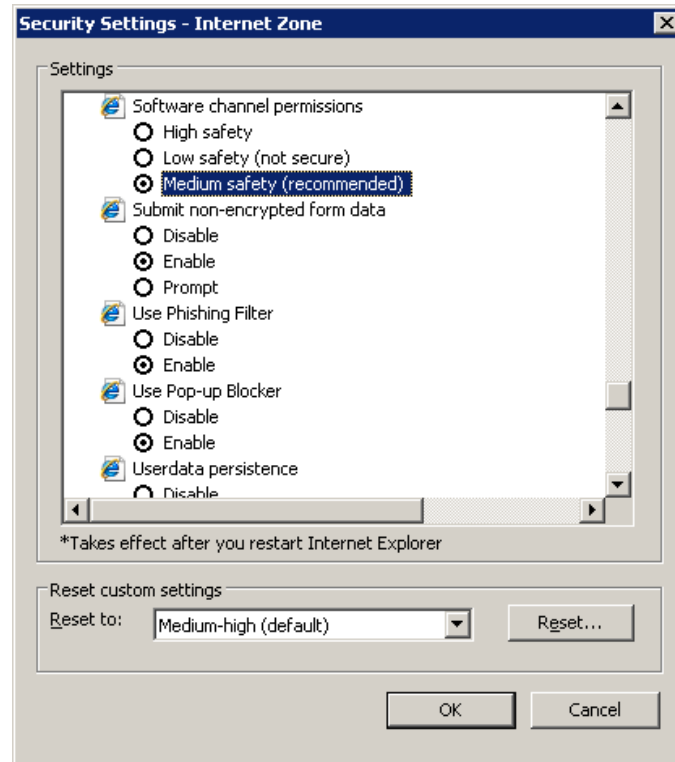 Security Settings - Internet Zone
Settings
Software channel permissions
High safety
Low safety (not secure)
Medium safety (recommended)
Submit non-encrypted form data
Disable
Enable
Prompt
Use Phishing Filter
Disable
Enable
Use Pop-up Blocker
Disable
Enable
Userdata persistence
Disable
*Takes effect after you restart Internet Explorer
Reset custom settings
Reset to: Medium-high (default) Reset...
OK Cancel